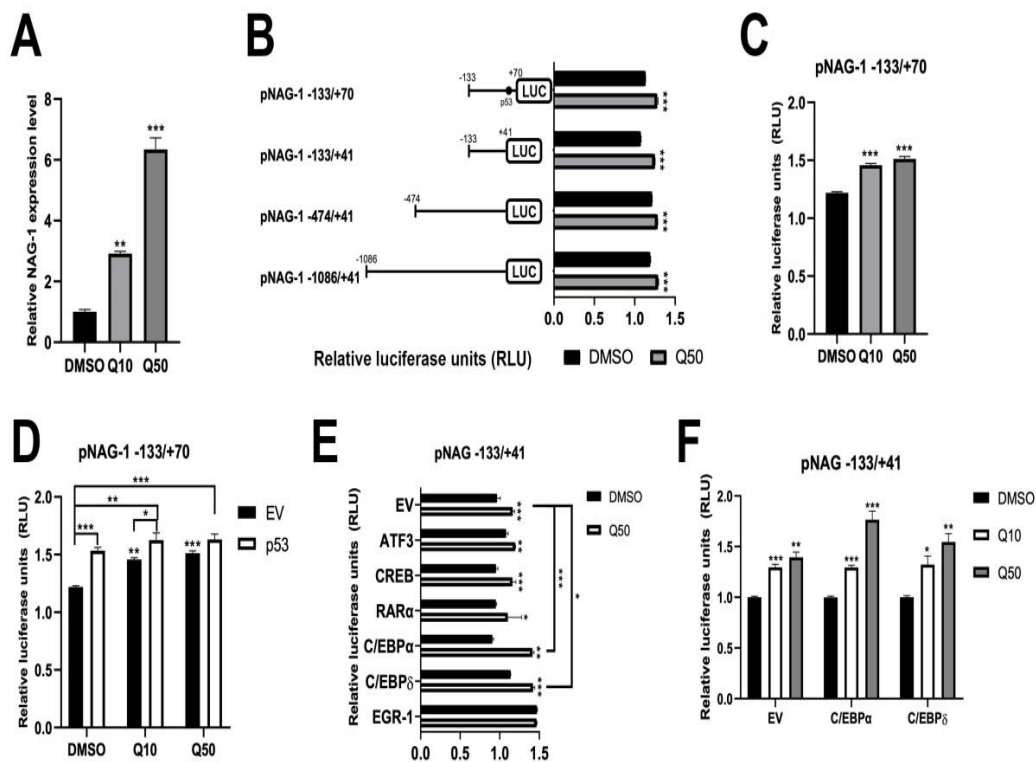 A
Relative NAG-1 expression level
8
6
4
2
0
**
***
DMSO Q10 Q50
B
pNAG-1 -133/+70
-133
+70
p53
LUC
***
pNAG-1 -133/+41
-133
+41
LUC
***
pNAG-1 -474/+41
-474
LUC
***
pNAG-1 -1086/+41
-1086
LUC
***
0.0 0.5 1.0 1.5
Relative luciferase units (RLU)
DMSO
Q50
C
pNAG-1 -133/+70
Relative luciferase units (RLU)
2.0
1.5
1.0
0.5
0.0
***
***
DMSO Q10 Q50
D
pNAG-1 -133/+70
Relative luciferase units (RLU)
2.0
1.5
1.0
0.5
0.0
***
**
***
*
**
***
EV
p53
DMSO Q10 Q50
E
pNAG -133/+41
Relative luciferase units (RLU)
EV
***
ATF3
**
CREB
***
RARα
*
C/EBPα
**
C/EBPδ
***
EGR-1
***
*
DMSO
Q50
0.0 0.5 1.0 1.5
F
pNAG -133/+41
Relative luciferase units (RLU)
2.0
1.5
1.0
0.5
0.0
***
**
***
***
*
**
DMSO
Q10
Q50
EV C/EBPα C/EBPδ